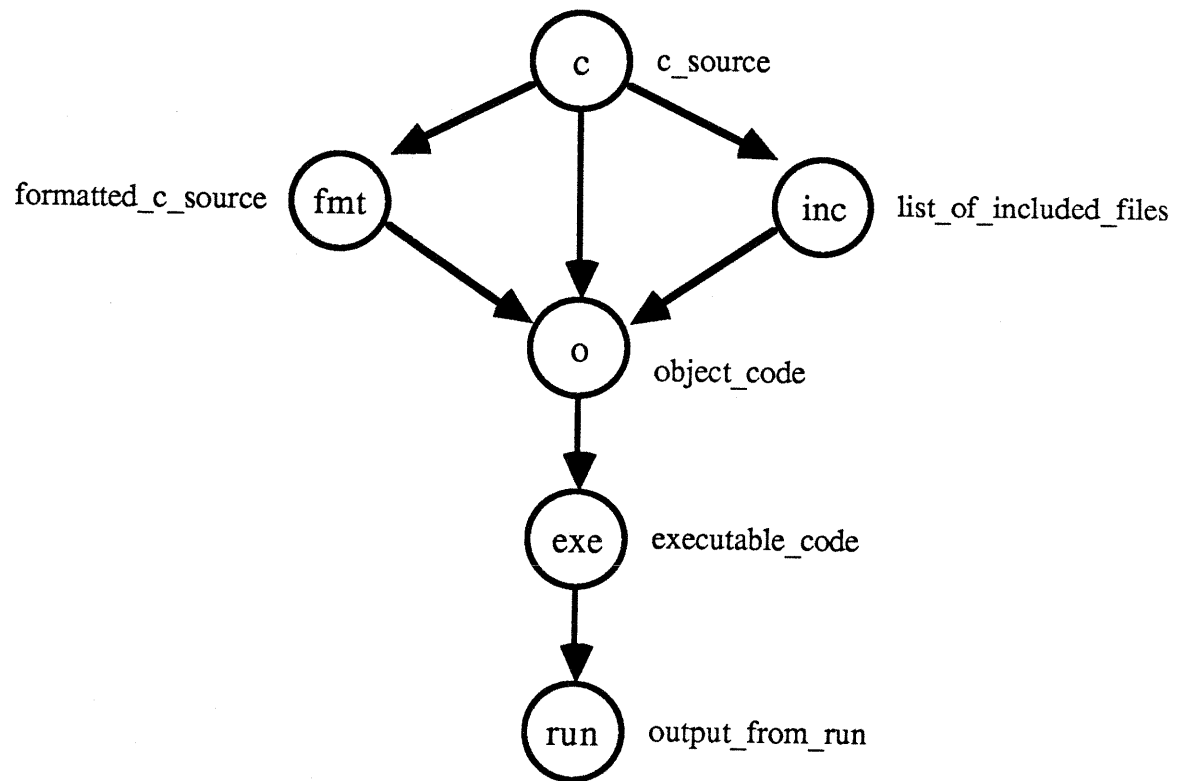 c
c_source
formatted_c_source
fmt
inc
list_of_included_files
o
object_code
exe
executable_code
run
output_from_run